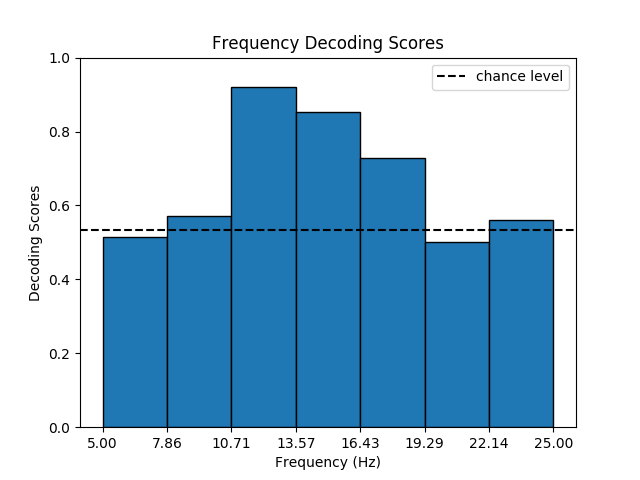 Frequency Decoding Scores
chance level
1.0
0.8
0.6
0.4
0.2
0.0
Decoding Scores
5.00 7.86 10.71 13.57 16.43 19.29 22.14 25.00
Frequency (Hz)